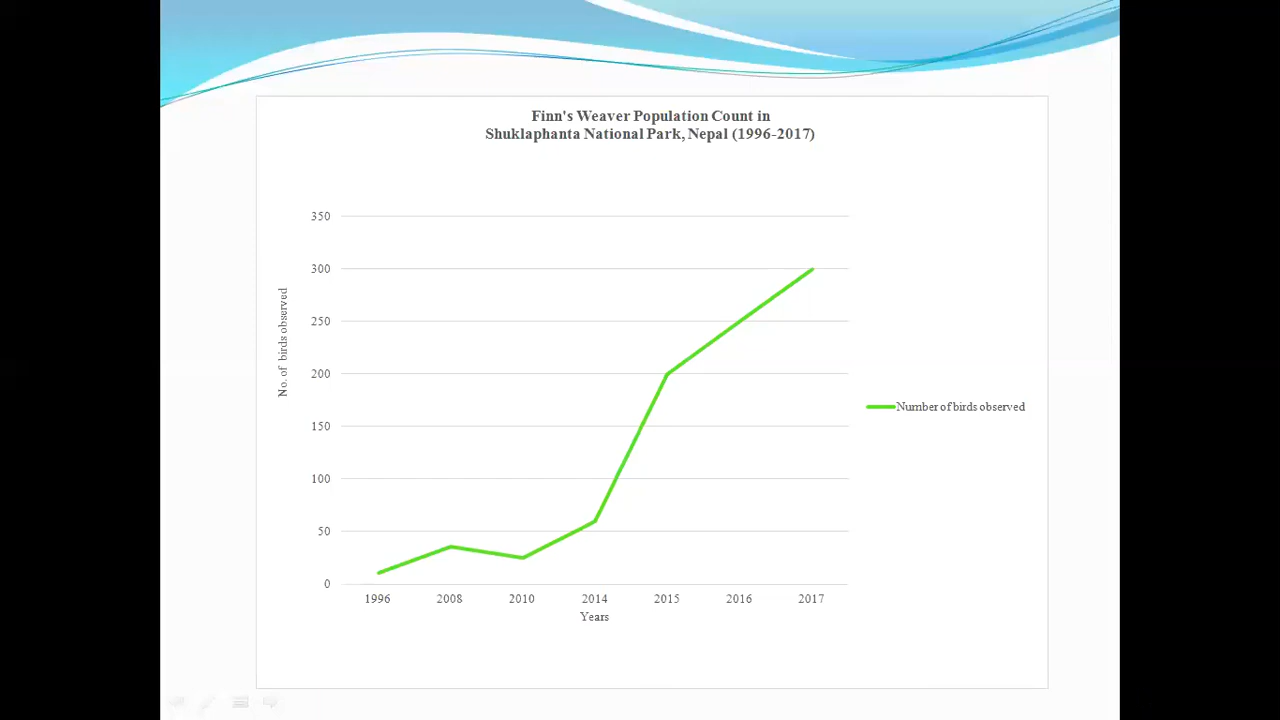 Finn's Weaver Population Count in
Shuklaphanta National Park, Nepal (1996-2017)
350
300
250
200
150
100
50
0
No. of birds observed
1996 2008 2010 2014 2015 2016 2017
Years
Number of birds observed